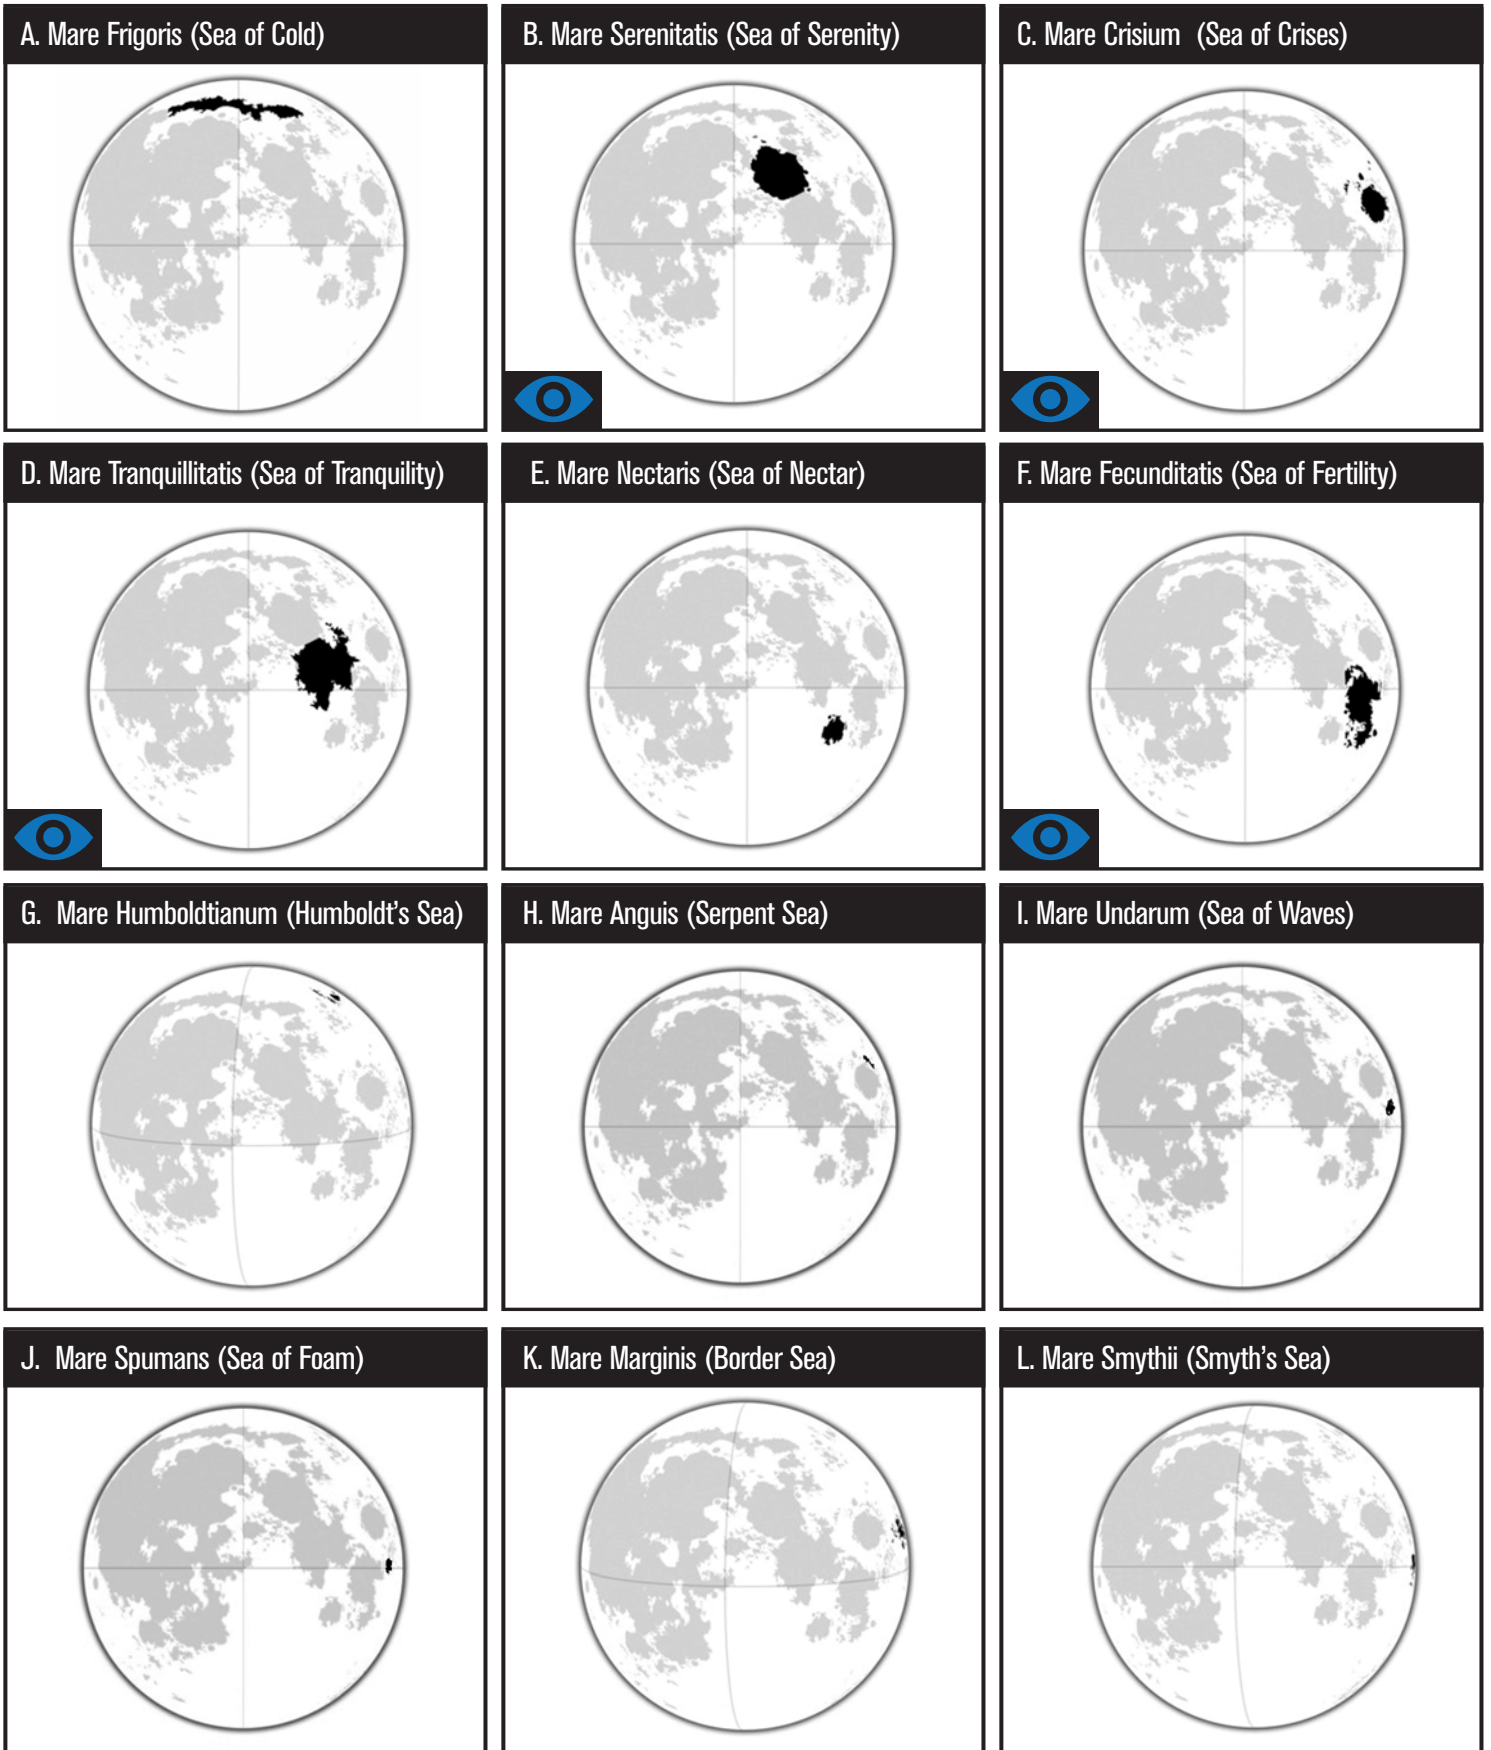 A. Mare Frigoris (Sea of Cold)
B. Mare Serenitatis (Sea of Serenity)
C. Mare Crisium (Sea of Crises)
D. Mare Tranquillitatis (Sea of Tranquility)
E. Mare Nectaris (Sea of Nectar)
F. Mare Fecunditatis (Sea of Fertility)
G. Mare Humboldtianum (Humboldt's Sea)
H. Mare Anguis (Serpent Sea)
I. Mare Undarum (Sea of Waves)
J. Mare Spumans (Sea of Foam)
K. Mare Marginis (Border Sea)
L. Mare Smythii (Smyth's Sea)